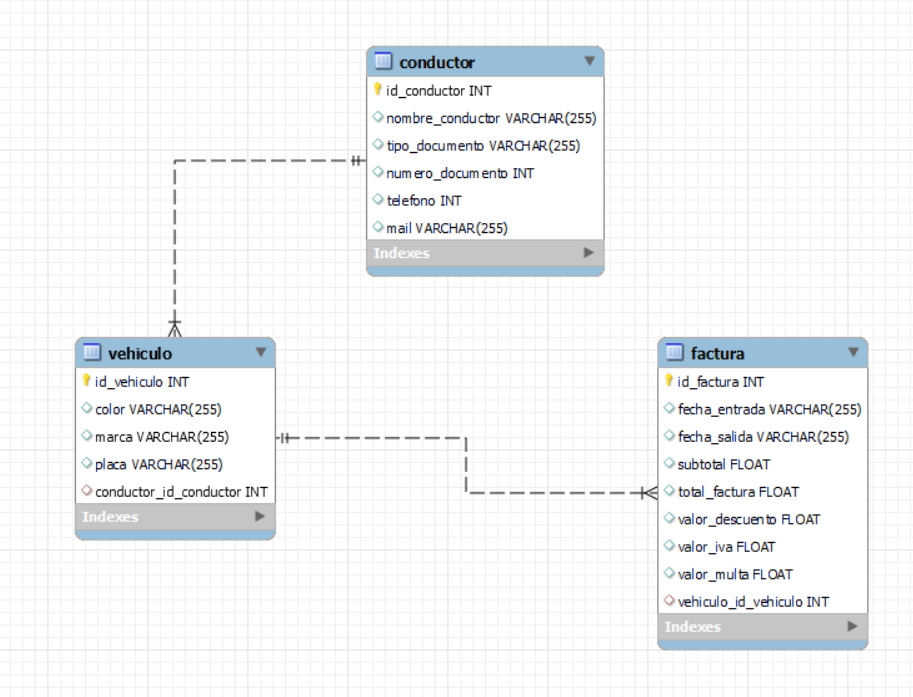 conductor
id_conductor INT
nombre_conductor VARCHAR(255)
tipo_documento VARCHAR(255)
numero_documento INT
telefono INT
mail VARCHAR(255)
Indexes
vehiculo
id_vehiculo INT
color VARCHAR(255)
marca VARCHAR(255)
placa VARCHAR(255)
conductor_id_conductor INT
Indexes
factura
id_factura INT
fecha_entrada VARCHAR(255)
fecha_salida VARCHAR(255)
subtotal FLOAT
total_factura FLOAT
valor_descuento FLOAT
valor_iva FLOAT
valor_multa FLOAT
vehiculo_id_vehiculo INT
Indexes